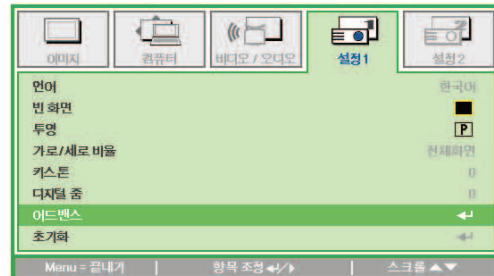 이미지 컴퓨터 비디오 / 오디오 설정1 설정2
언어 한국어
빈 화면
투영 P
가로/세로 비율 전체화면
키스톤 0
디지털 줌 0
어드밴스
초기화
Menu = 끝내기 항목 조정 스크롤